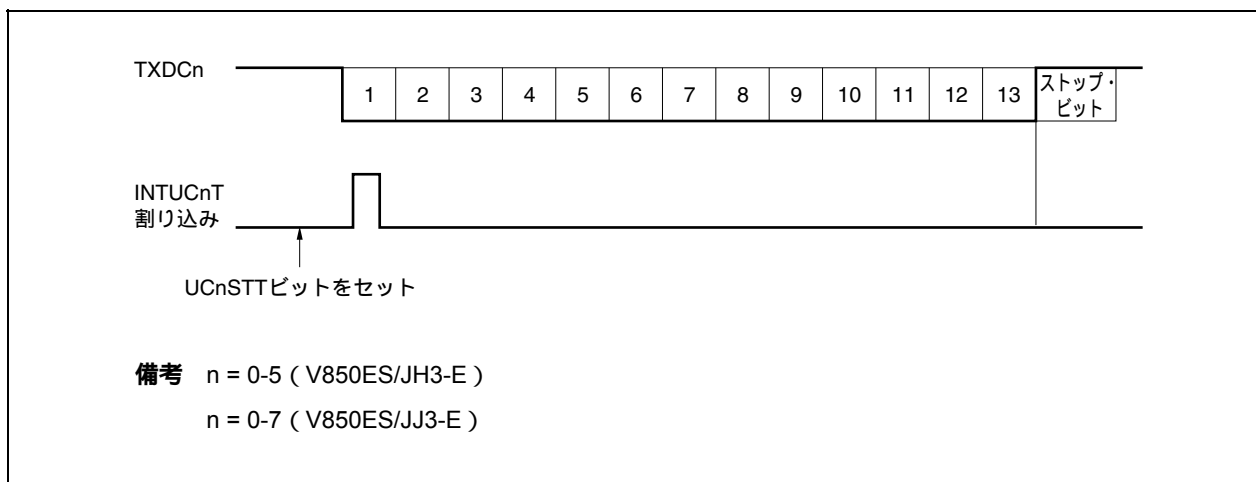 TXDCn
1 2 3 4 5 6 7 8 9 10 11 12 13 ストップ・
ビット
INTUCnT
割り込み
UCnSTTビットをセット
備考 n = 0-5 ( V850ES/JH3-E )
n = 0-7 ( V850ES/JJ3-E )